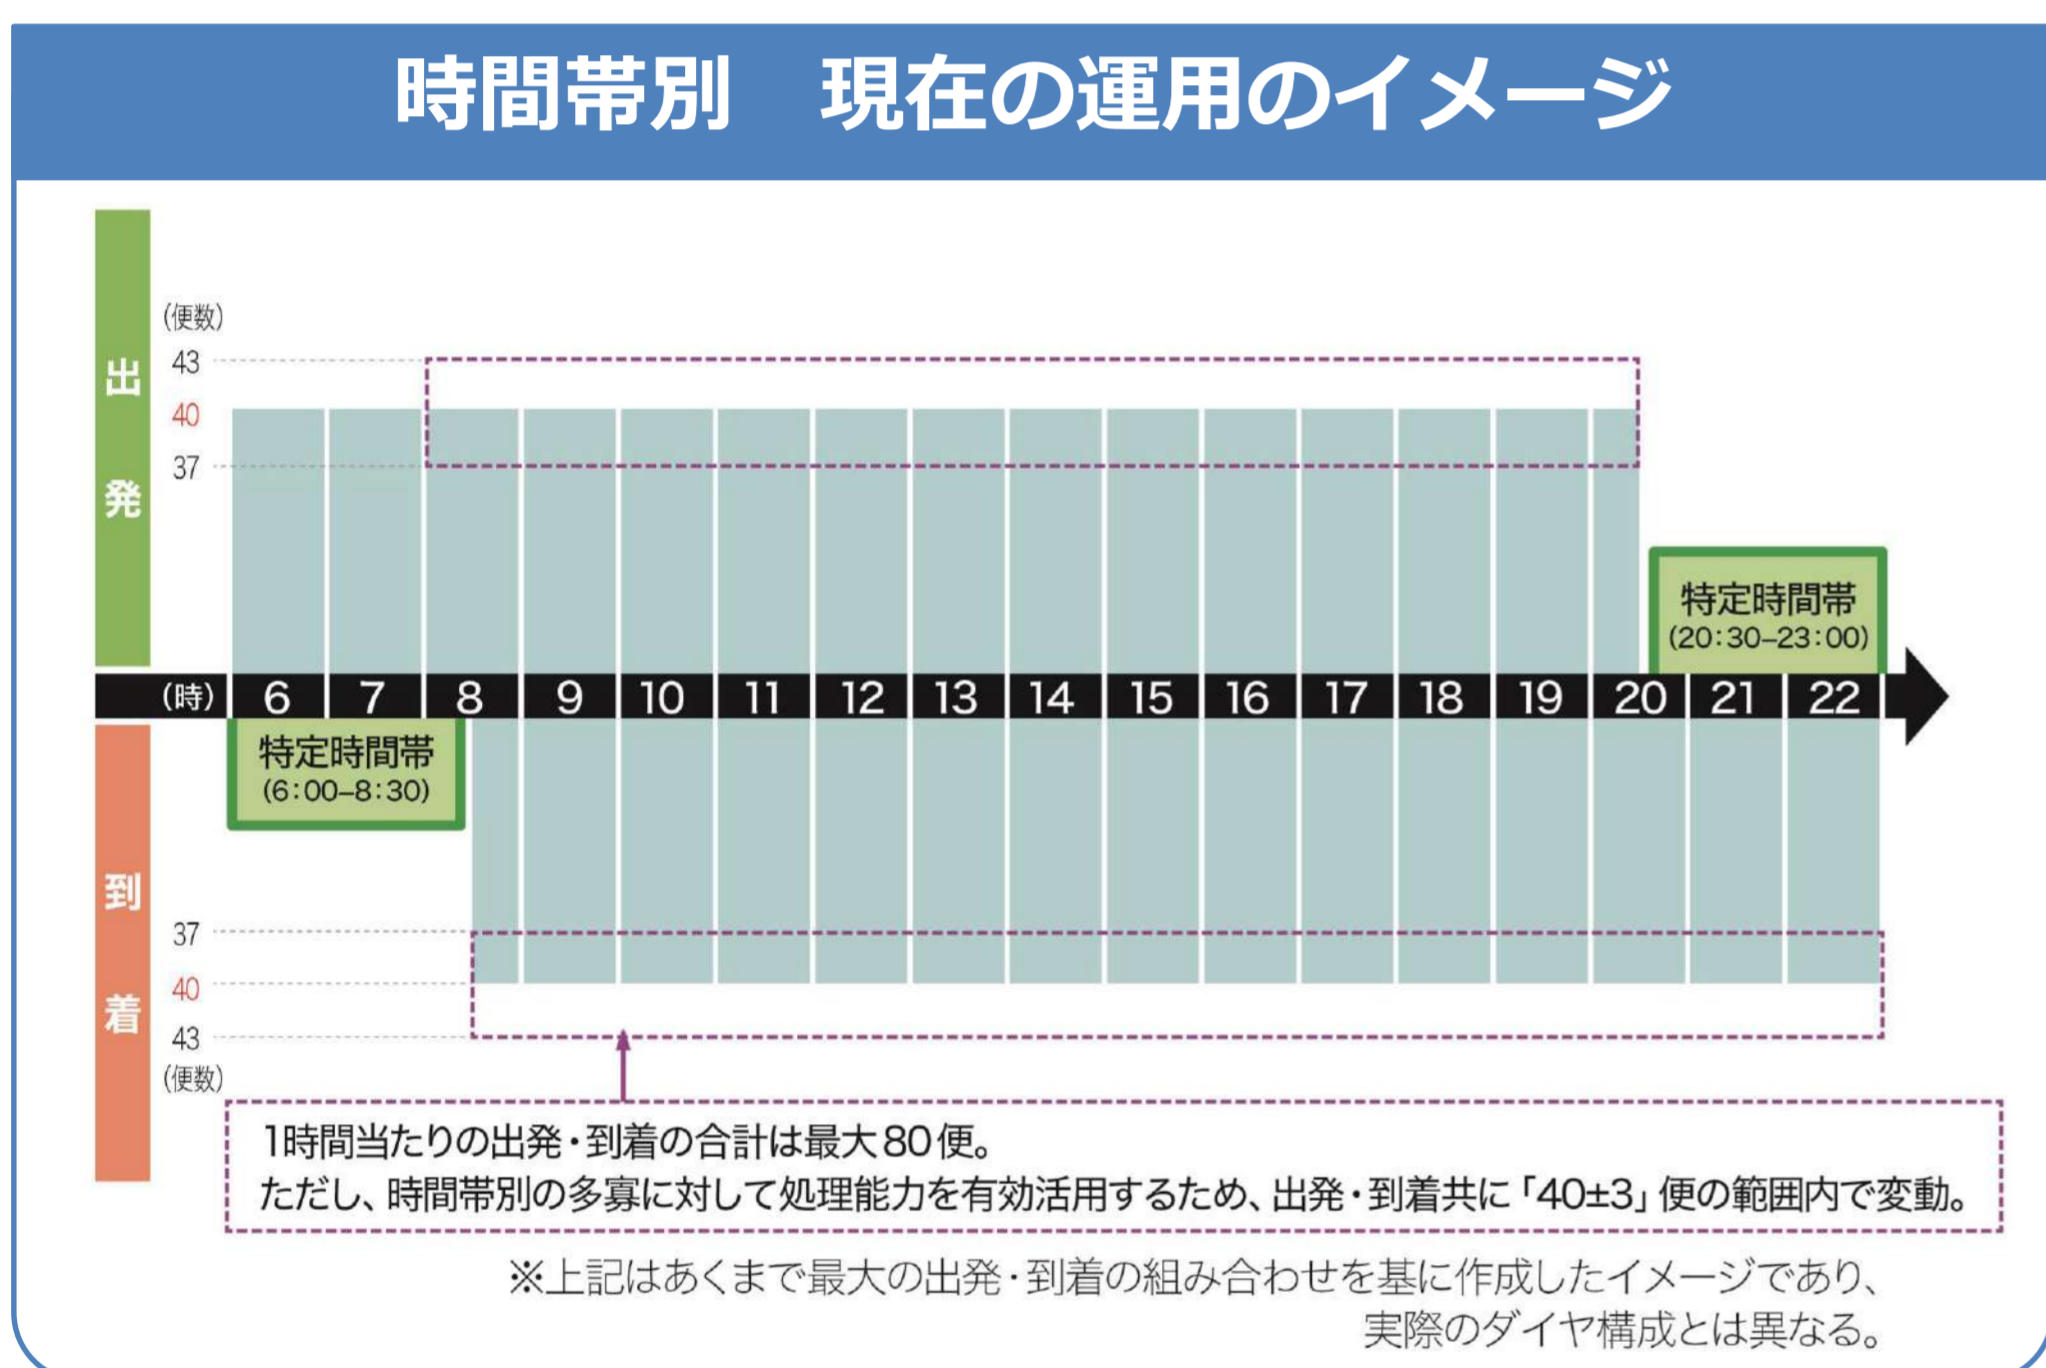 時間帯別　現在の運用のイメージ
出発
(便数)
43
40
37
特定時間帯
(20:30–23:00)
(時) 6 7 8 9 10 11 12 13 14 15 16 17 18 19 20 21 22
特定時間帯
(6:00–8:30)
到着
37
40
43
(便数)
1時間当たりの出発・到着の合計は最大80便。
ただし、時間帯別の多寡に対して処理能力を有効活用するため、出発・到着共に「40±3」便の範囲内で変動。
※上記はあくまで最大の出発・到着の組み合わせを基に作成したイメージであり、
実際のダイヤ構成とは異なる。